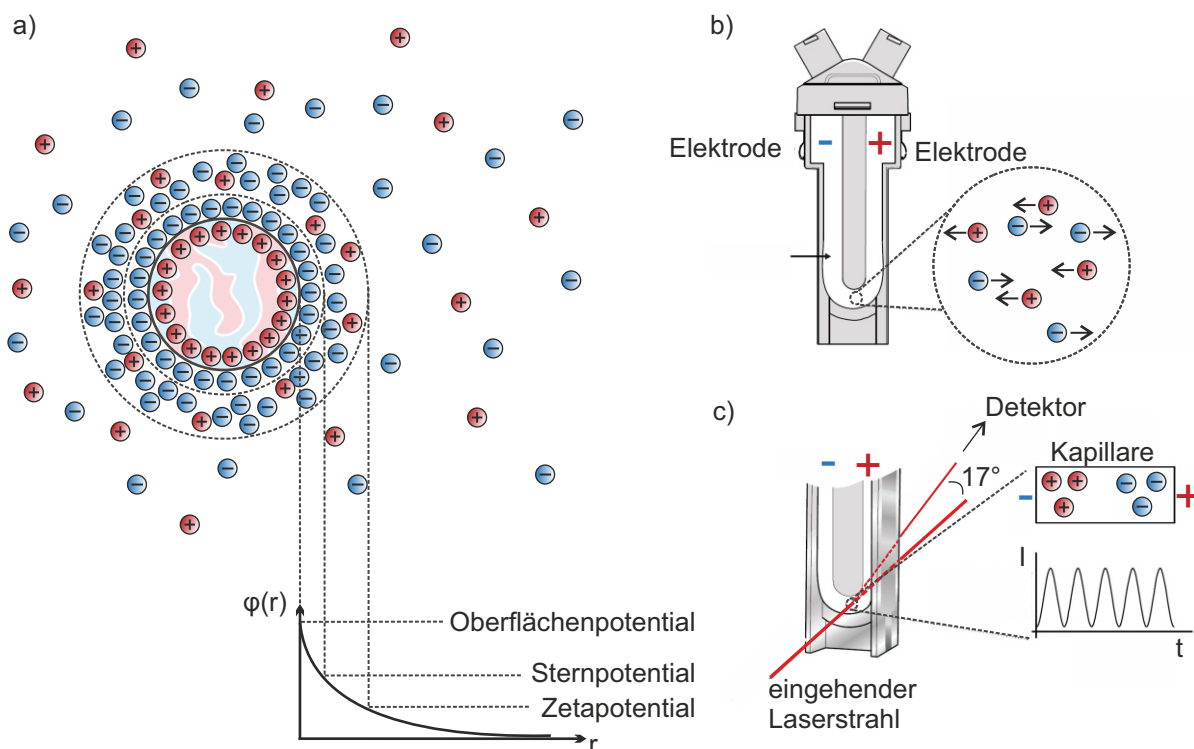 a)
φ(r)
Oberflächenpotential
Sternpotential
Zetapotential
r
b)
Elektrode
- +
Elektrode
c)
Detektor
- +
17°
Kapillare
- +
I
t
eingehender
Laserstrahl